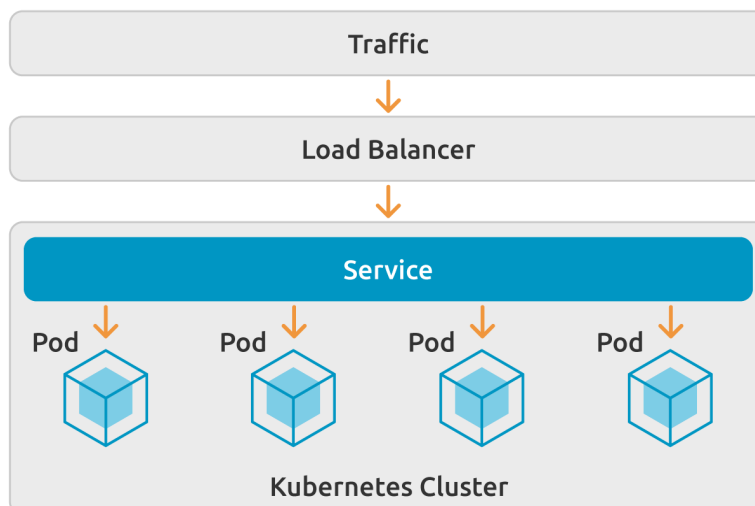 Traffic
Load Balancer
Service
Pod Pod Pod Pod
Kubernetes Cluster